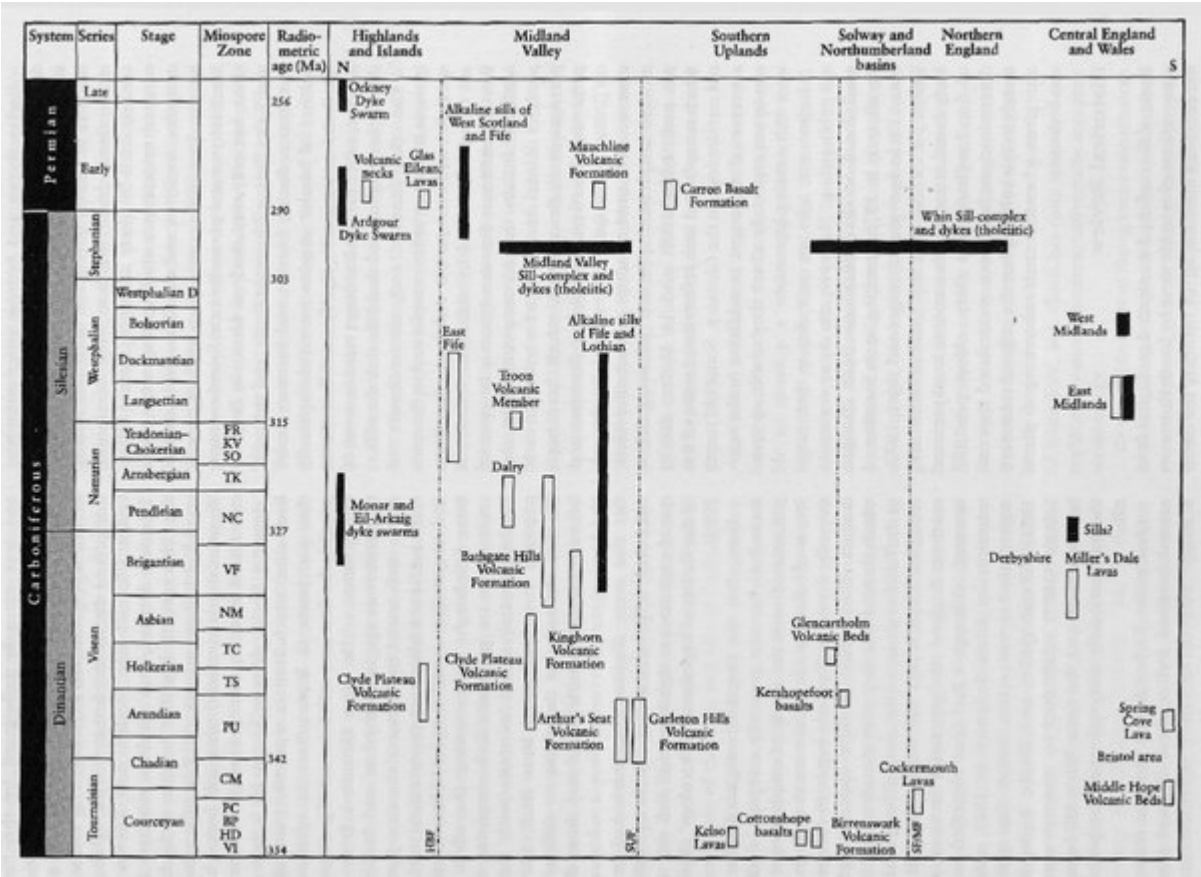 System Series Stage Miospore Zone Radio-metric age (Ma) Highlands and Islands Midland Valley Southern Uplands Solway and Northumberland basins Northern England Central England and Wales
N
S
Permian
Carboniferous
Silesian
Dinantian
Late
Early
Stephanian
Westphalian
Namurian
Visean
Tournaisian
Westphalian D
Bolsovian
Duckmantian
Langsettian
Yeadonian–
Chokerian
Arnsbergian
Pendleian
Brigantian
Asbian
Holkerian
Arundian
Chadian
Courceyan
FR
KV
SO
TK
NC
VF
NM
TC
TS
PU
CM
PC
BP
HD
VI
256
290
303
315
327
342
354
Orkney
Dyke
Swarm
Volcanic
necks
Glas
Eilean
Lavas
Ardgour
Dyke Swarm
Monar and
Eil-Arkaig
dyke swarms
Clyde Plateau
Volcanic
Formation
HBF
Alkaline sills of
West Scotland
and Fife
Mauchline
Volcanic
Formation
Midland Valley
Sill-complex and
dykes (tholeiitic)
East
Fife
Troon
Volcanic
Member
Alkaline sills
of Fife and
Lothian
Dalry
Bathgate Hills
Volcanic
Formation
Kinghorn
Volcanic
Formation
Clyde Plateau
Volcanic
Formation
Arthur's Seat
Volcanic
Formation
SUF
Garleton Hills
Volcanic
Formation
Carron Basalt
Formation
Kelso
Lavas
Cottonshope
basalts
Whin Sill-complex
and dykes (tholeiitic)
Glencartholm
Volcanic Beds
Kershopefoot
basalts
Cockermouth
Lavas
Birrenswark
Volcanic
Formation
West
Midlands
East
Midlands
Sills?
Derbyshire
Miller's Dale
Lavas
Spring
Cove
Lava
Bristol area
Middle Hope
Volcanic Beds